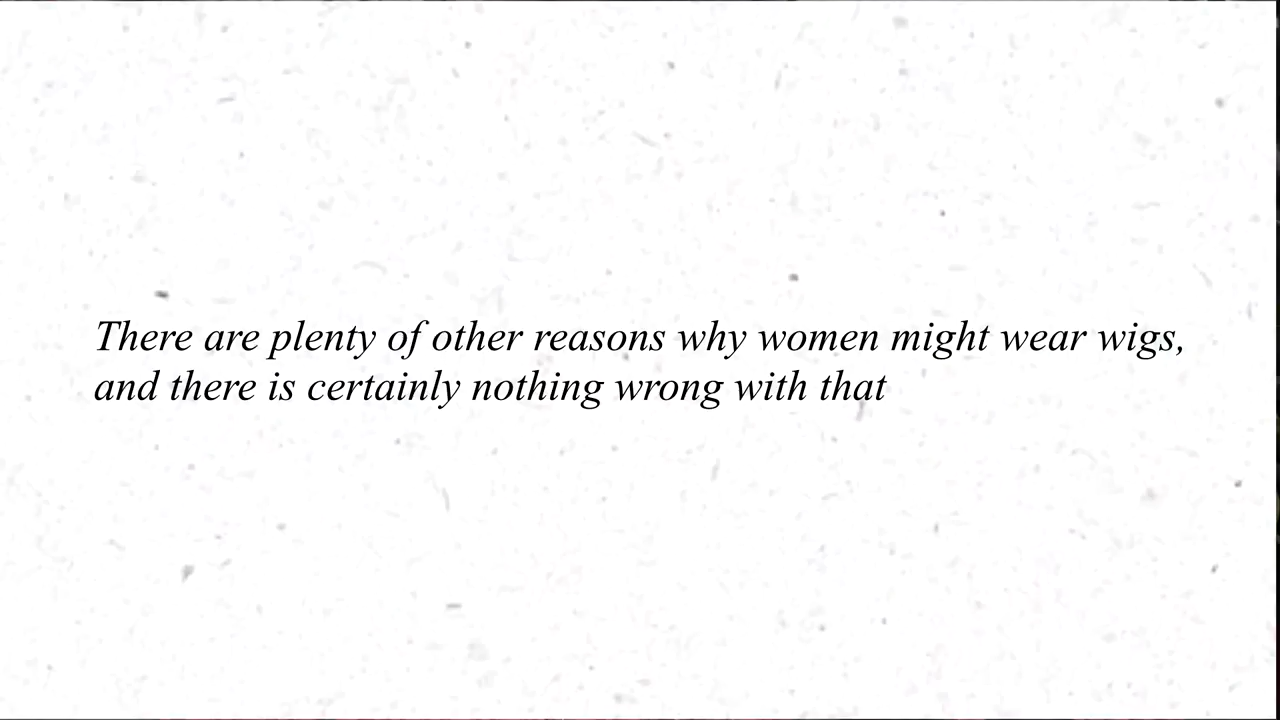 There are plenty of other reasons why women might wear wigs,
and there is certainly nothing wrong with that